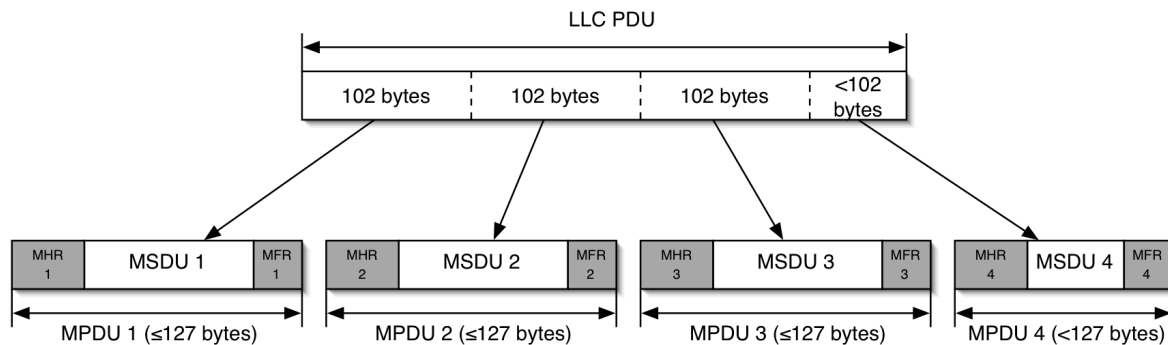 LLC PDU
102 bytes
102 bytes
102 bytes
<102
bytes
MHR
1
MSDU 1
MFR
1
MHR
2
MSDU 2
MFR
2
MHR
3
MSDU 3
MFR
3
MHR
4
MSDU 4
MFR
4
MPDU 1 (≤127 bytes)
MPDU 2 (≤127 bytes)
MPDU 3 (≤127 bytes)
MPDU 4 (<127 bytes)